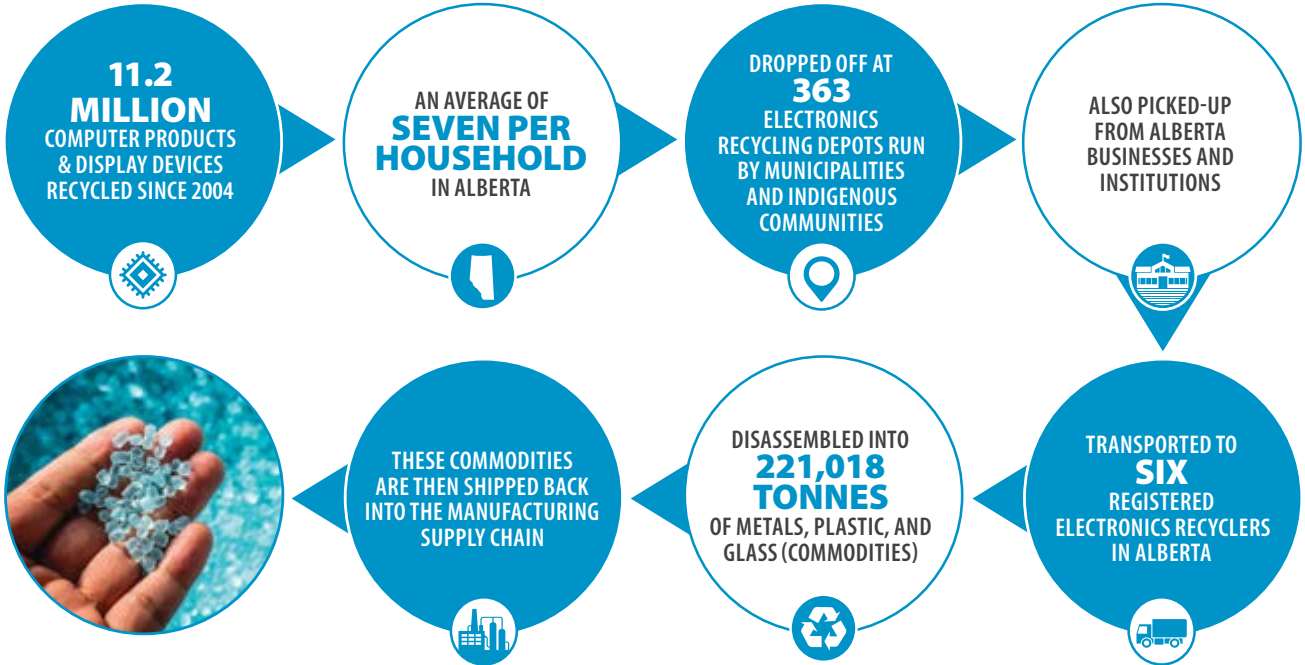 11.2
MILLION
COMPUTER PRODUCTS
& DISPLAY DEVICES
RECYCLED SINCE 2004
AN AVERAGE OF
SEVEN PER
HOUSEHOLD
IN ALBERTA
DROPPED OFF AT
363
ELECTRONICS
RECYCLING DEPOTS RUN
BY MUNICIPALITIES
AND INDIGENOUS
COMMUNITIES
ALSO PICKED-UP
FROM ALBERTA
BUSINESSES AND
INSTITUTIONS
TRANSPORTED TO
SIX
REGISTERED
ELECTRONICS RECYCLERS
IN ALBERTA
DISASSEMBLED INTO
221,018
TONNES
OF METALS, PLASTIC, AND
GLASS (COMMODITIES)
THESE COMMODITIES
ARE THEN SHIPPED BACK
INTO THE MANUFACTURING
SUPPLY CHAIN